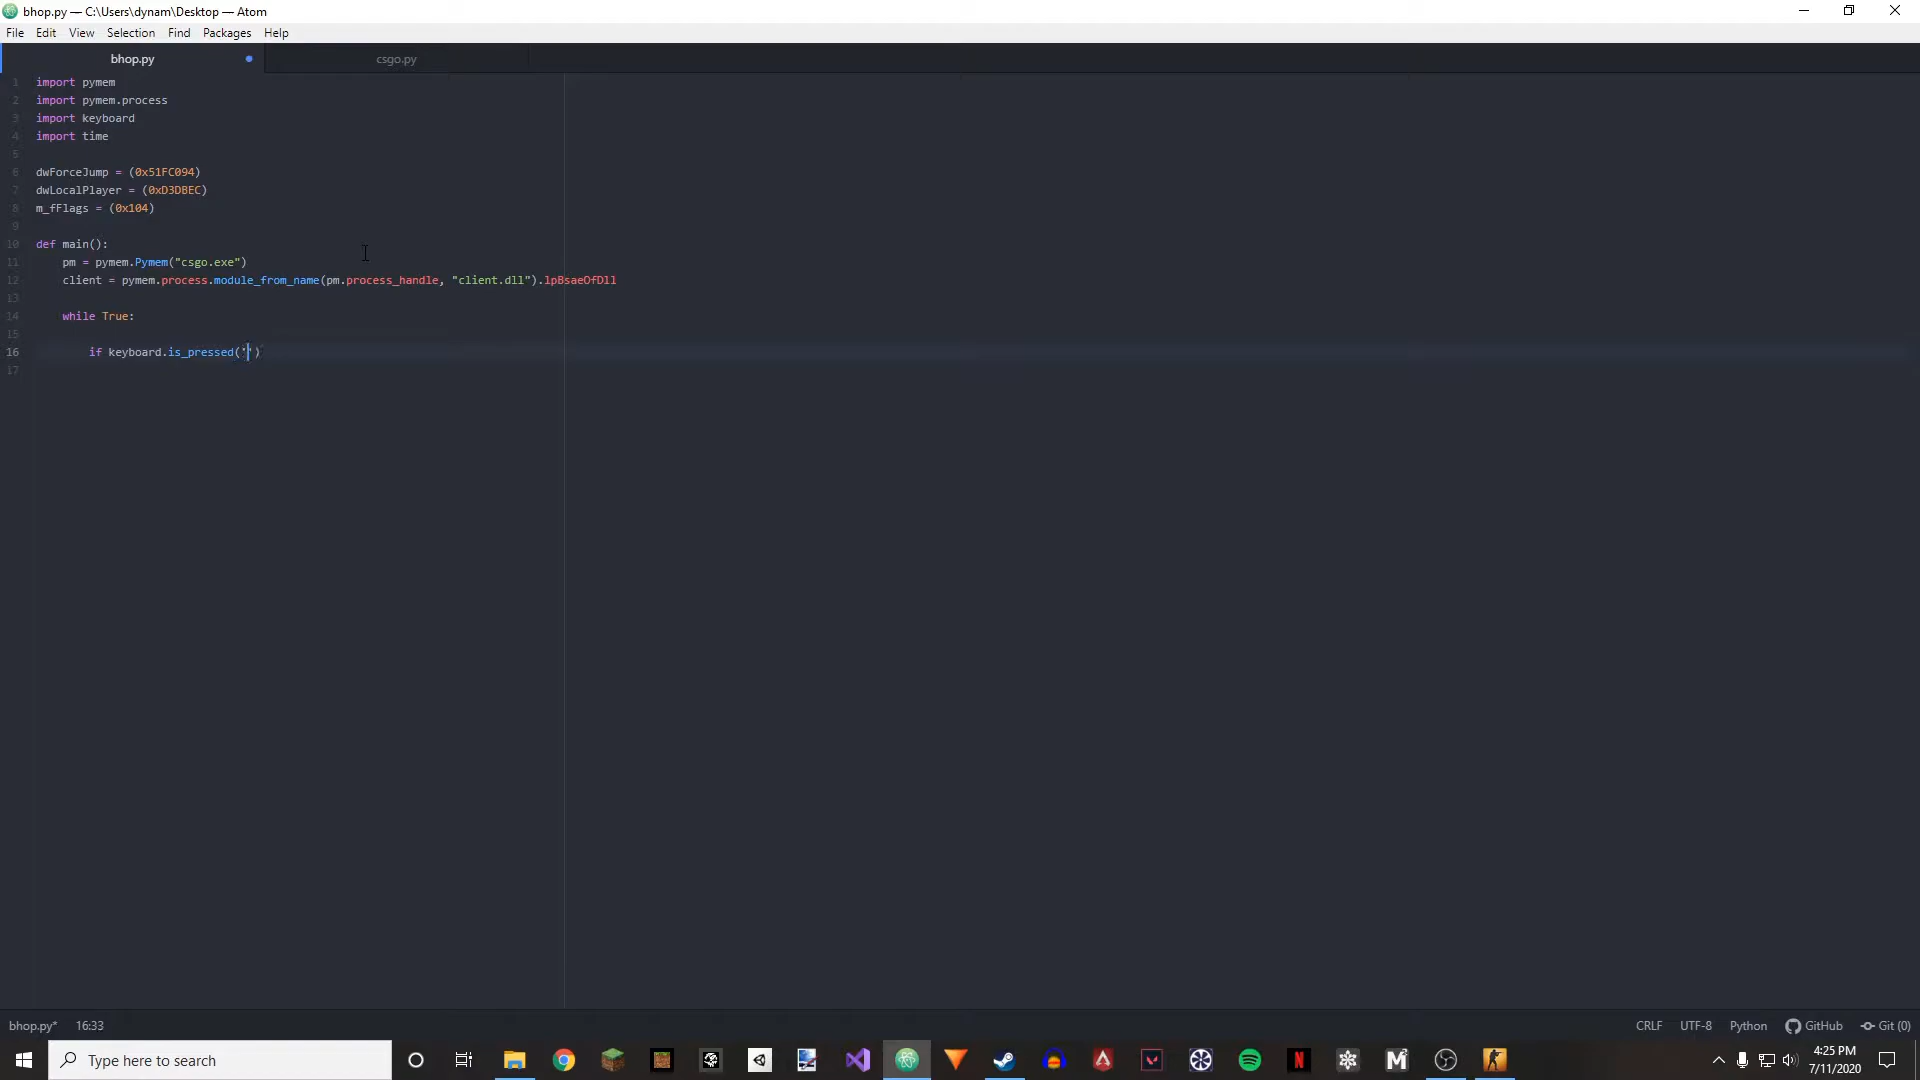 bhop.py — C:\Users\dynam\Desktop — Atom
File Edit View Selection Find Packages Help
bhop.py csgo.py
1 import pymem
2 import pymem.process
3 import keyboard
4 import time
5
6 dwForceJump = (0x51FC094)
7 dwLocalPlayer = (0xD3DBEC)
8 m_fFlags = (0x104)
9
10 def main():
11 pm = pymem.Pymem("csgo.exe")
12 client = pymem.process.module_from_name(pm.process_handle, "client.dll").lpBsaeOfDll
13
14 while True:
15
16 if keyboard.is_pressed('')
17
bhop.py* 16:33 CRLF UTF-8 Python GitHub Git (0)
Type here to search
4:25 PM
7/11/2020